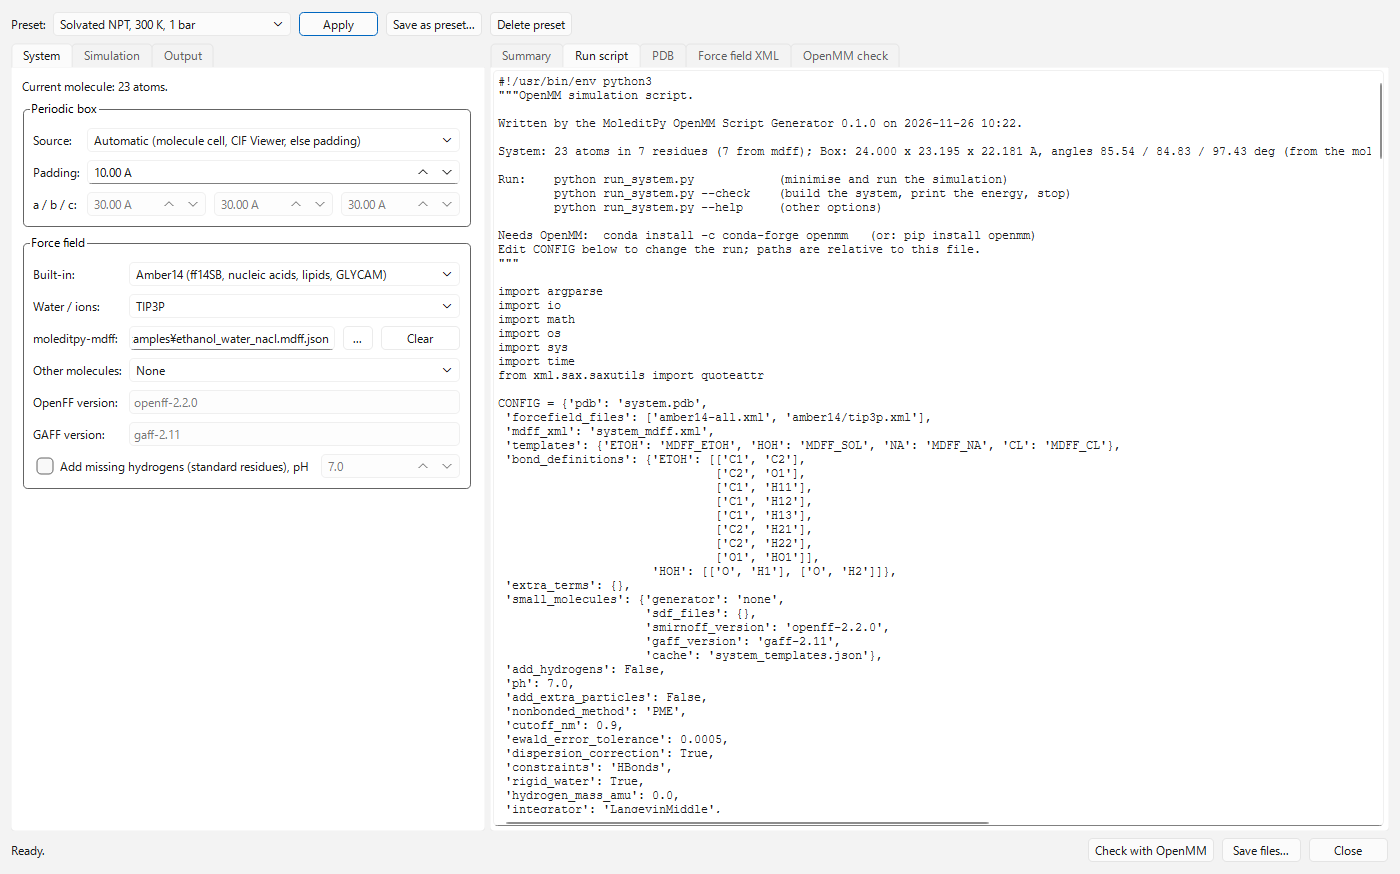 Preset:
Solvated NPT, 300 K, 1 bar
Apply
Save as preset...
Delete preset
System
Simulation
Output
Current molecule: 23 atoms.
Periodic box
Source:
Automatic (molecule cell, CIF Viewer, else padding)
Padding:
10.00 A
a / b / c:
30.00 A
30.00 A
30.00 A
Force field
Built-in:
Amber14 (ff14SB, nucleic acids, lipids, GLYCAM)
Water / ions:
TIP3P
moleditpy-mdff:
amples¥ethanol_water_nacl.mdff.json
...
Clear
Other molecules:
None
OpenFF version:
openff-2.2.0
GAFF version:
gaff-2.11
Add missing hydrogens (standard residues), pH
7.0
Summary
Run script
PDB
Force field XML
OpenMM check
#!/usr/bin/env python3
"""OpenMM simulation script.
Written by the MoleditPy OpenMM Script Generator 0.1.0 on 2026-11-26 10:22.
System: 23 atoms in 7 residues (7 from mdff); Box: 24.000 x 23.195 x 22.181 A, angles 85.54 / 84.83 / 97.43 deg (from the mol
Run:    python run_system.py            (minimise and run the simulation)
        python run_system.py --check    (build the system, print the energy, stop)
        python run_system.py --help     (other options)
Needs OpenMM:  conda install -c conda-forge openmm   (or: pip install openmm)
Edit CONFIG below to change the run; paths are relative to this file.
"""
import argparse
import io
import math
import os
import sys
import time
from xml.sax.saxutils import quoteattr
CONFIG = {'pdb': 'system.pdb',
 'forcefield_files': ['amber14-all.xml', 'amber14/tip3p.xml'],
 'mdff_xml': 'system_mdff.xml',
 'templates': {'ETOH': 'MDFF_ETOH', 'HOH': 'MDFF_SOL', 'NA': 'MDFF_NA', 'CL': 'MDFF_CL'},
 'bond_definitions': {'ETOH': [['C1', 'C2'],
                               ['C2', 'O1'],
                               ['C1', 'H11'],
                               ['C1', 'H12'],
                               ['C1', 'H13'],
                               ['C2', 'H21'],
                               ['C2', 'H22'],
                               ['O1', 'HO1']],
                      'HOH': [['O', 'H1'], ['O', 'H2']]},
 'extra_terms': {},
 'small_molecules': {'generator': 'none',
                     'sdf_files': {},
                     'smirnoff_version': 'openff-2.2.0',
                     'gaff_version': 'gaff-2.11',
                     'cache': 'system_templates.json'},
 'add_hydrogens': False,
 'ph': 7.0,
 'add_extra_particles': False,
 'nonbonded_method': 'PME',
 'cutoff_nm': 0.9,
 'ewald_error_tolerance': 0.0005,
 'dispersion_correction': True,
 'constraints': 'HBonds',
 'rigid_water': True,
 'hydrogen_mass_amu': 0.0,
 'integrator': 'LangevinMiddle',
Ready.
Check with OpenMM
Save files...
Close